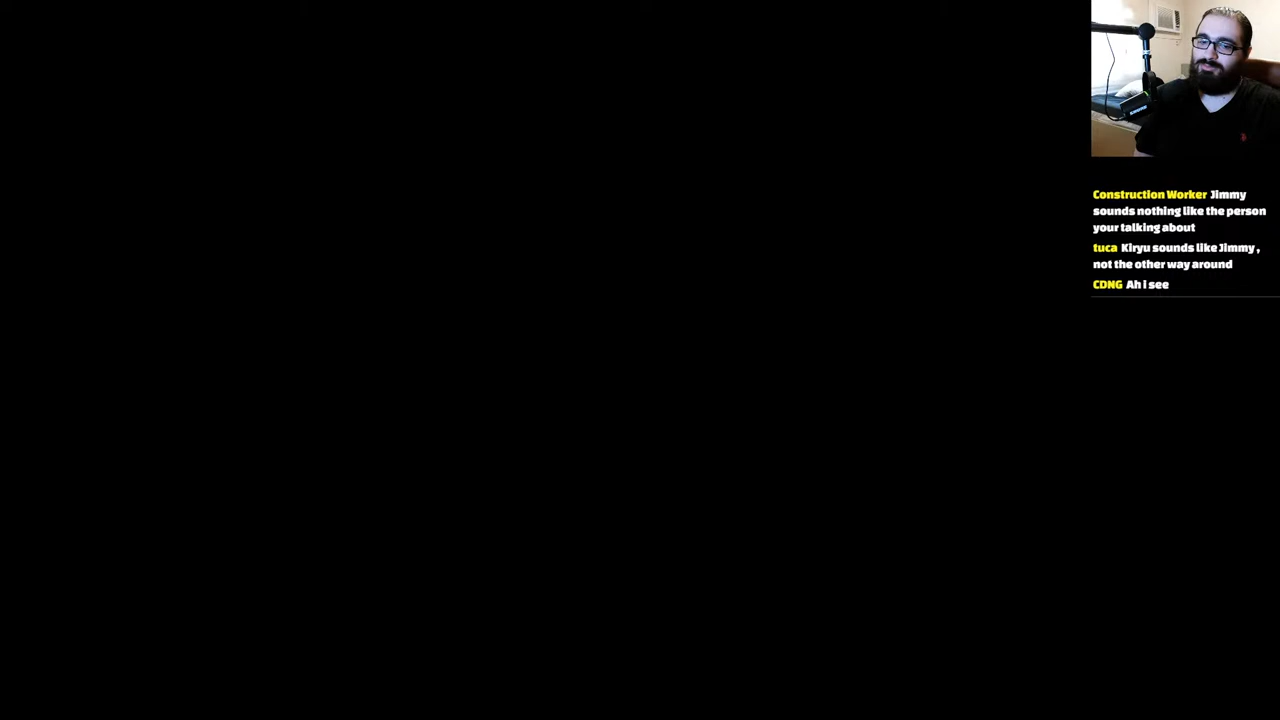 Construction Worker Jimmy
sounds nothing like the person
your talking about
tuca Kiryu sounds like Jimmy ,
not the other way around
CDNG Ah i see